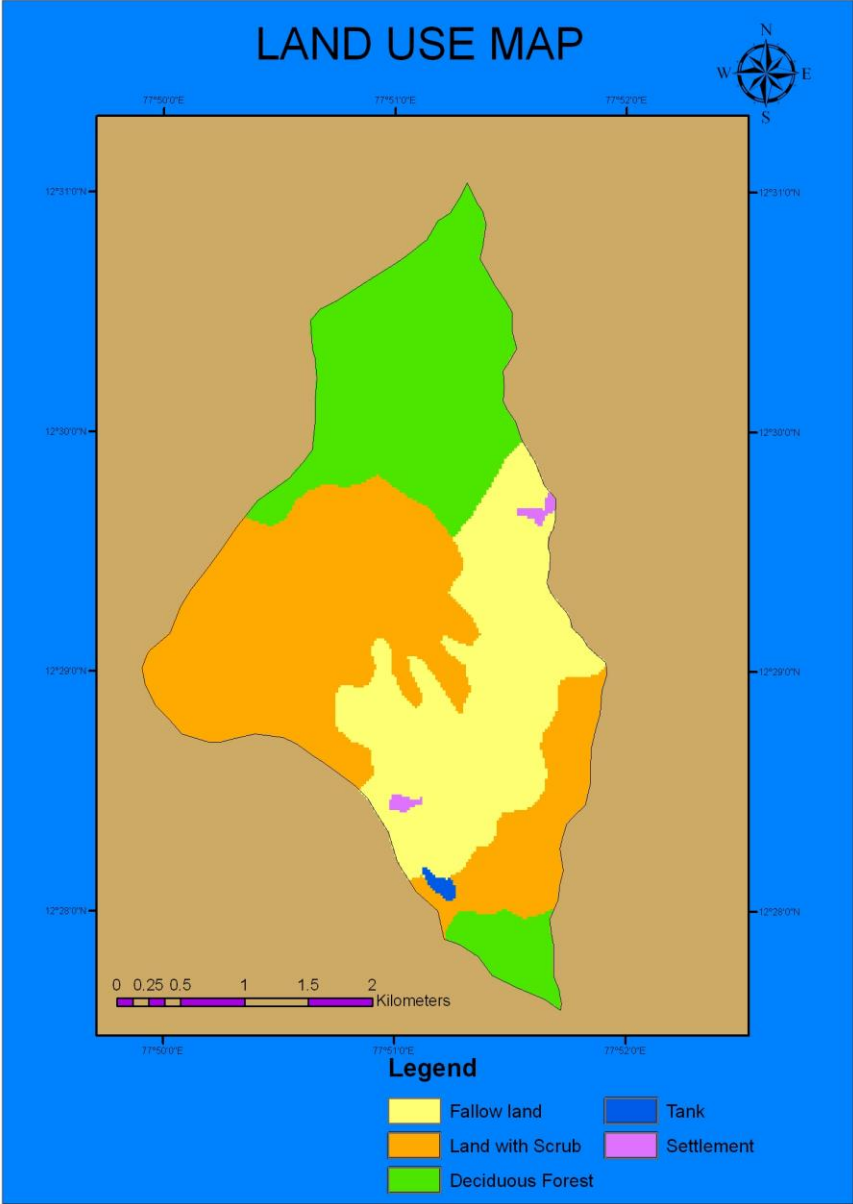 LAND USE MAP
N
W E
S
77°50'0"E 77°51'0"E 77°52'0"E
12°31'0"N 12°31'0"N
12°30'0"N 12°30'0"N
12°29'0"N 12°29'0"N
12°28'0"N 12°28'0"N
0 0.25 0.5 1 1.5 2
Kilometers
77°50'0"E 77°51'0"E 77°52'0"E
Legend
Fallow land Tank
Land with Scrub Settlement
Deciduous Forest